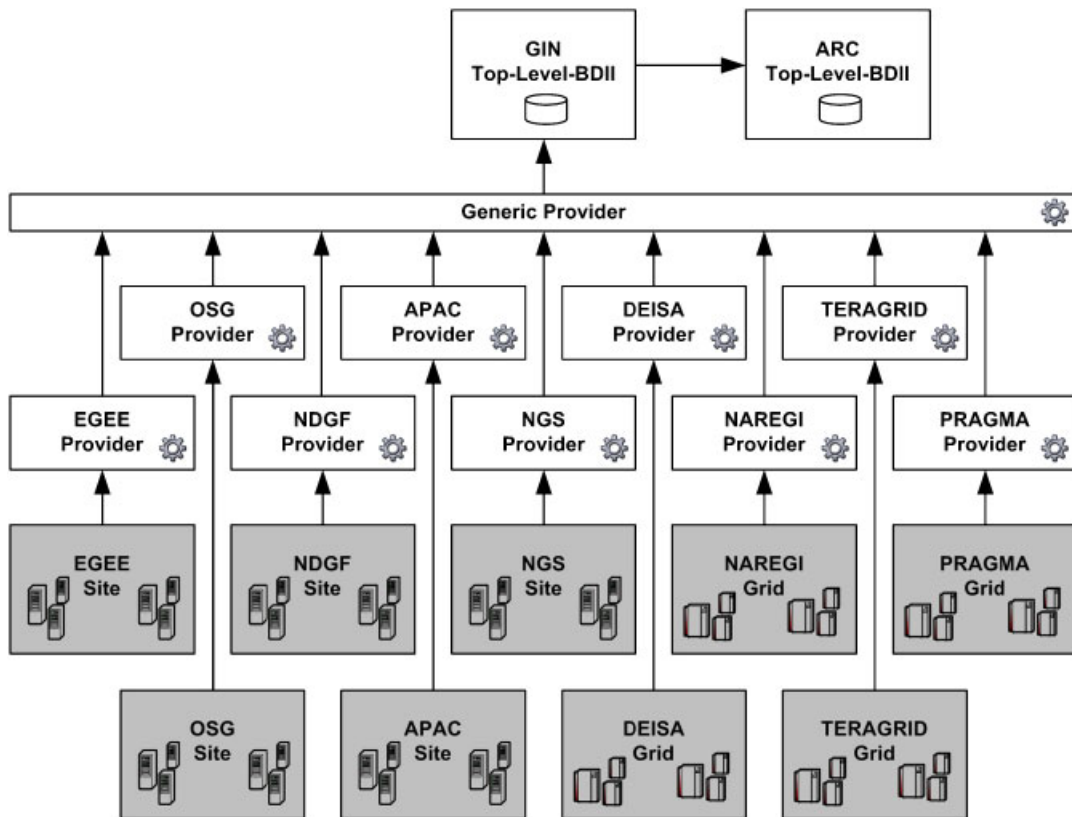 GIN
Top-Level-BDII
ARC
Top-Level-BDII
Generic Provider
OSG
Provider
APAC
Provider
DEISA
Provider
TERAGRID
Provider
EGEE
Provider
NDGF
Provider
NGS
Provider
NAREGI
Provider
PRAGMA
Provider
EGEE
Site
NDGF
Site
NGS
Site
NAREGI
Grid
PRAGMA
Grid
OSG
Site
APAC
Site
DEISA
Grid
TERAGRID
Grid